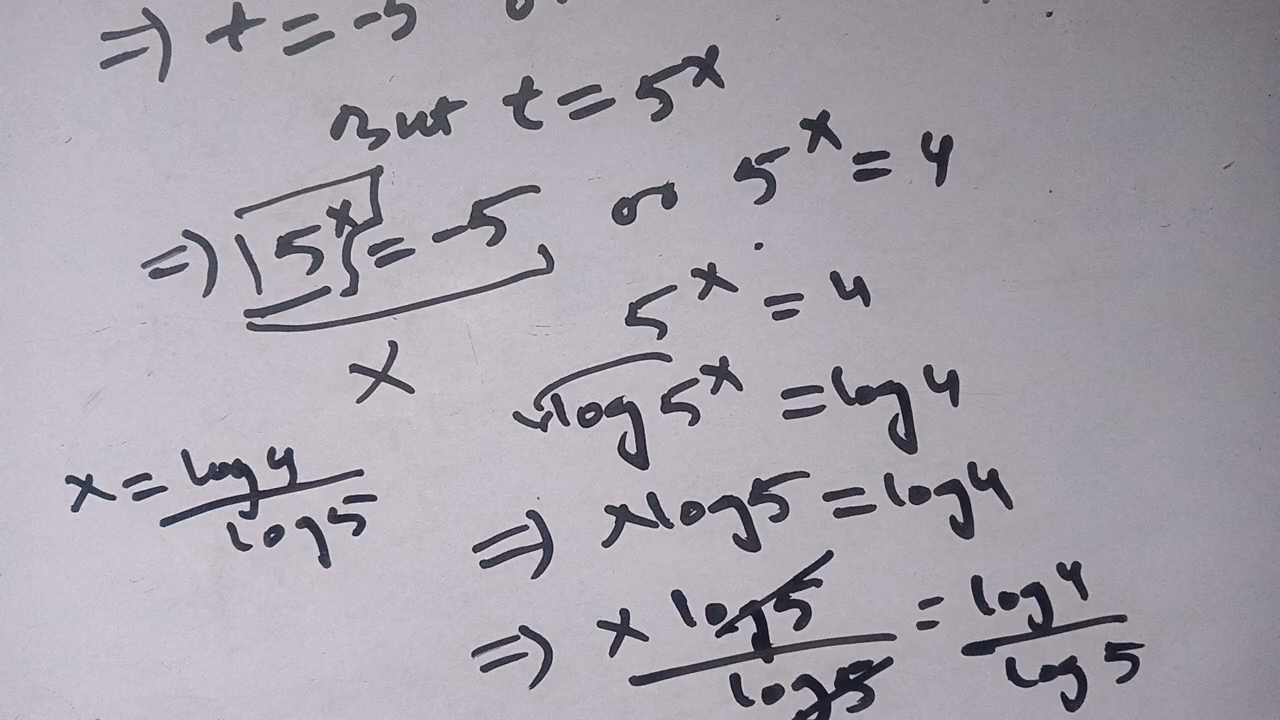 ⇒ t = -5
But t = 5^x
⇒ 5^x = -5 or 5^x = 4
X
5^x = 4
log 5^x = log 4
⇒ x log 5 = log 4
⇒ x log 5 / log 5 = log 4 / log 5
x = log 4 / log 5